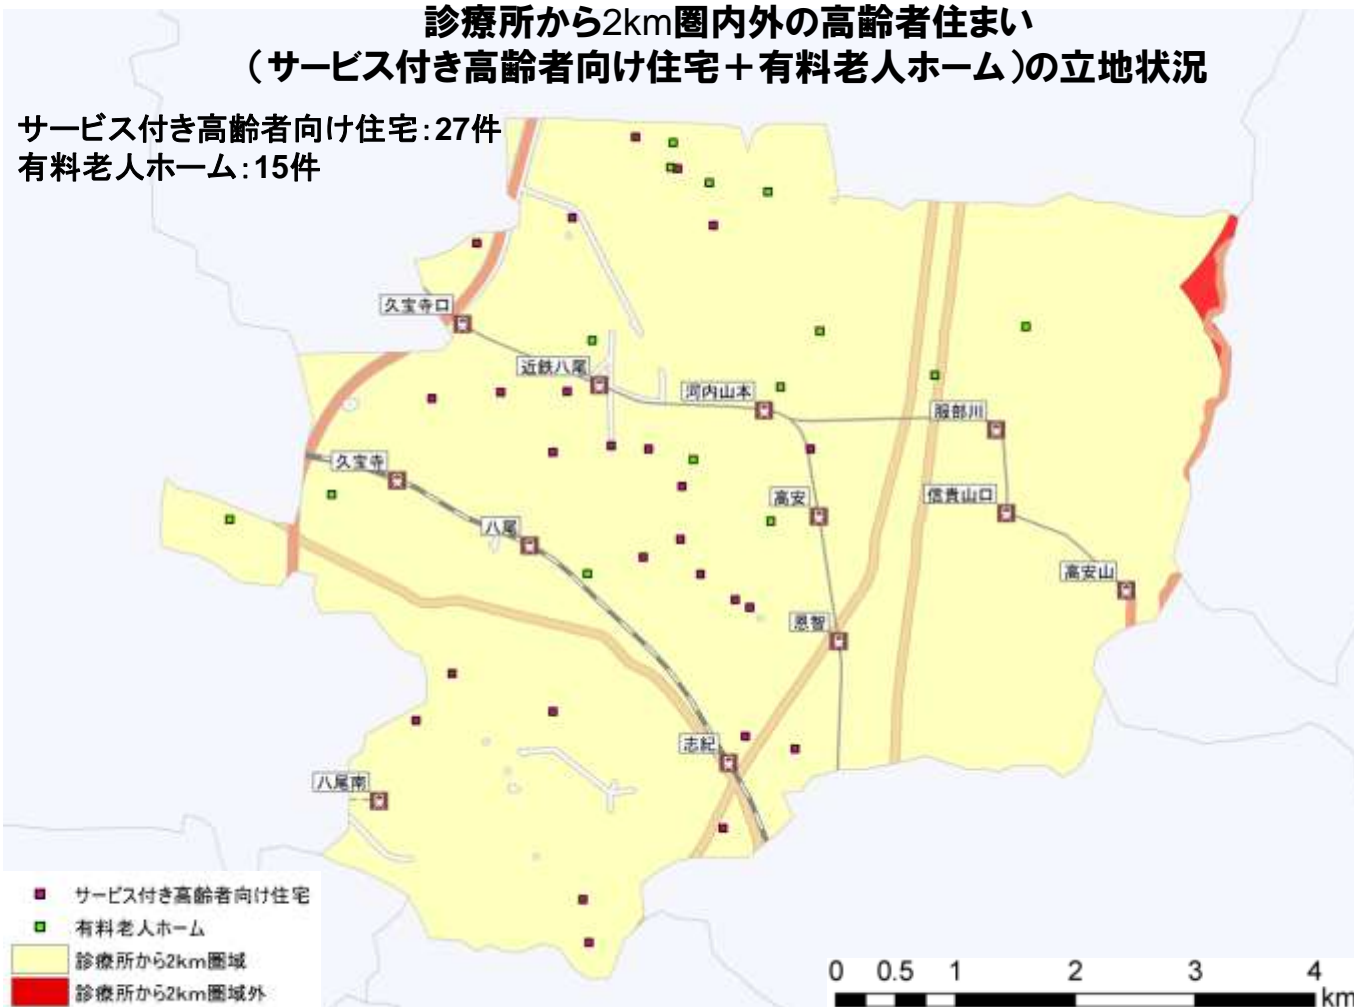 診療所から2km圏内外の高齢者住まい
（サービス付き高齢者向け住宅＋有料老人ホーム）の立地状況
サービス付き高齢者向け住宅：27件
有料老人ホーム：15件
久宝寺口
近鉄八尾
河内山本
服部川
久宝寺
高安
信貴山口
八尾
高安山
恩智
志紀
八尾南
サービス付き高齢者向け住宅
有料老人ホーム
診療所から2km圏域
診療所から2km圏域外
0 0.5 1 2 3 4
km